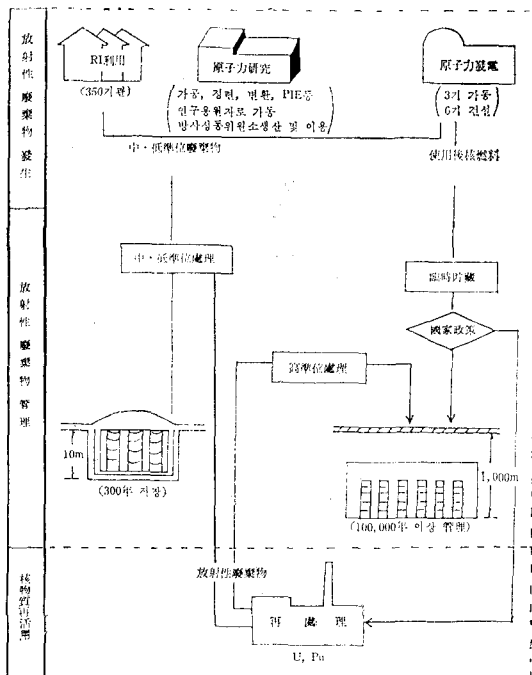 放射性 廢棄物 發生
RI利用
(350기관)
原子力硏究
(가공, 정련, 변환, PIE등
연구용원자로 가동
방사성동위원소생산 및 이용)
原子力發電
(3기 가동
6기 건설)
中・低準位廢棄物
使用後核燃料
放射性 廢棄物 管理
中・低準位處理
臨時貯藏
國家政策
高準位處理
10m
(300年 저장)
1,000m
(100,000年 이상 管理)
核物質再活用
放射性廢棄物
再 處 理
U, Pu